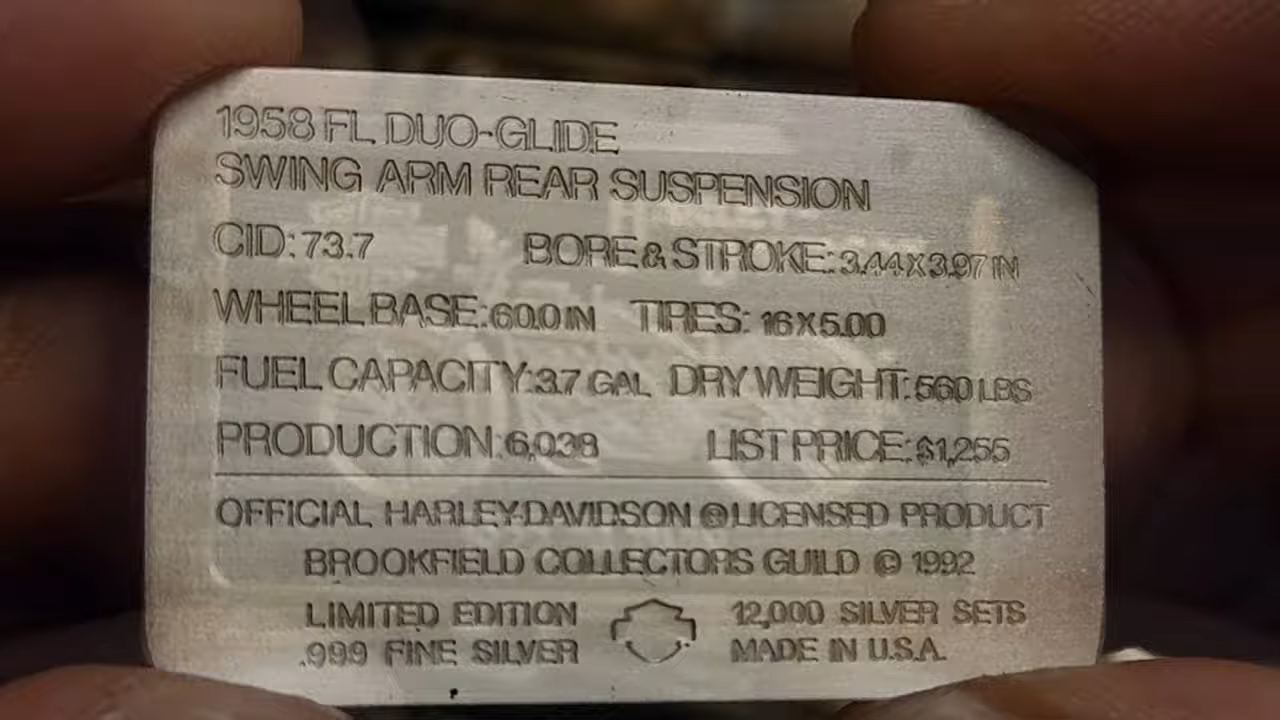 1958 FL DUO-GLIDE
SWING ARM REAR SUSPENSION
CID: 73.7 BORE & STROKE: 3.44 X 3.97 IN
WHEEL BASE: 60.0 IN TIRES: 16 X 5.00
FUEL CAPACITY: 3.7 GAL DRY WEIGHT: 560 LBS
PRODUCTION: 6,038 LIST PRICE: $1,255
OFFICIAL HARLEY-DAVIDSON ® LICENSED PRODUCT
BROOKFIELD COLLECTORS GUILD © 1992
LIMITED EDITION 12,000 SILVER SETS
.999 FINE SILVER MADE IN U.S.A.